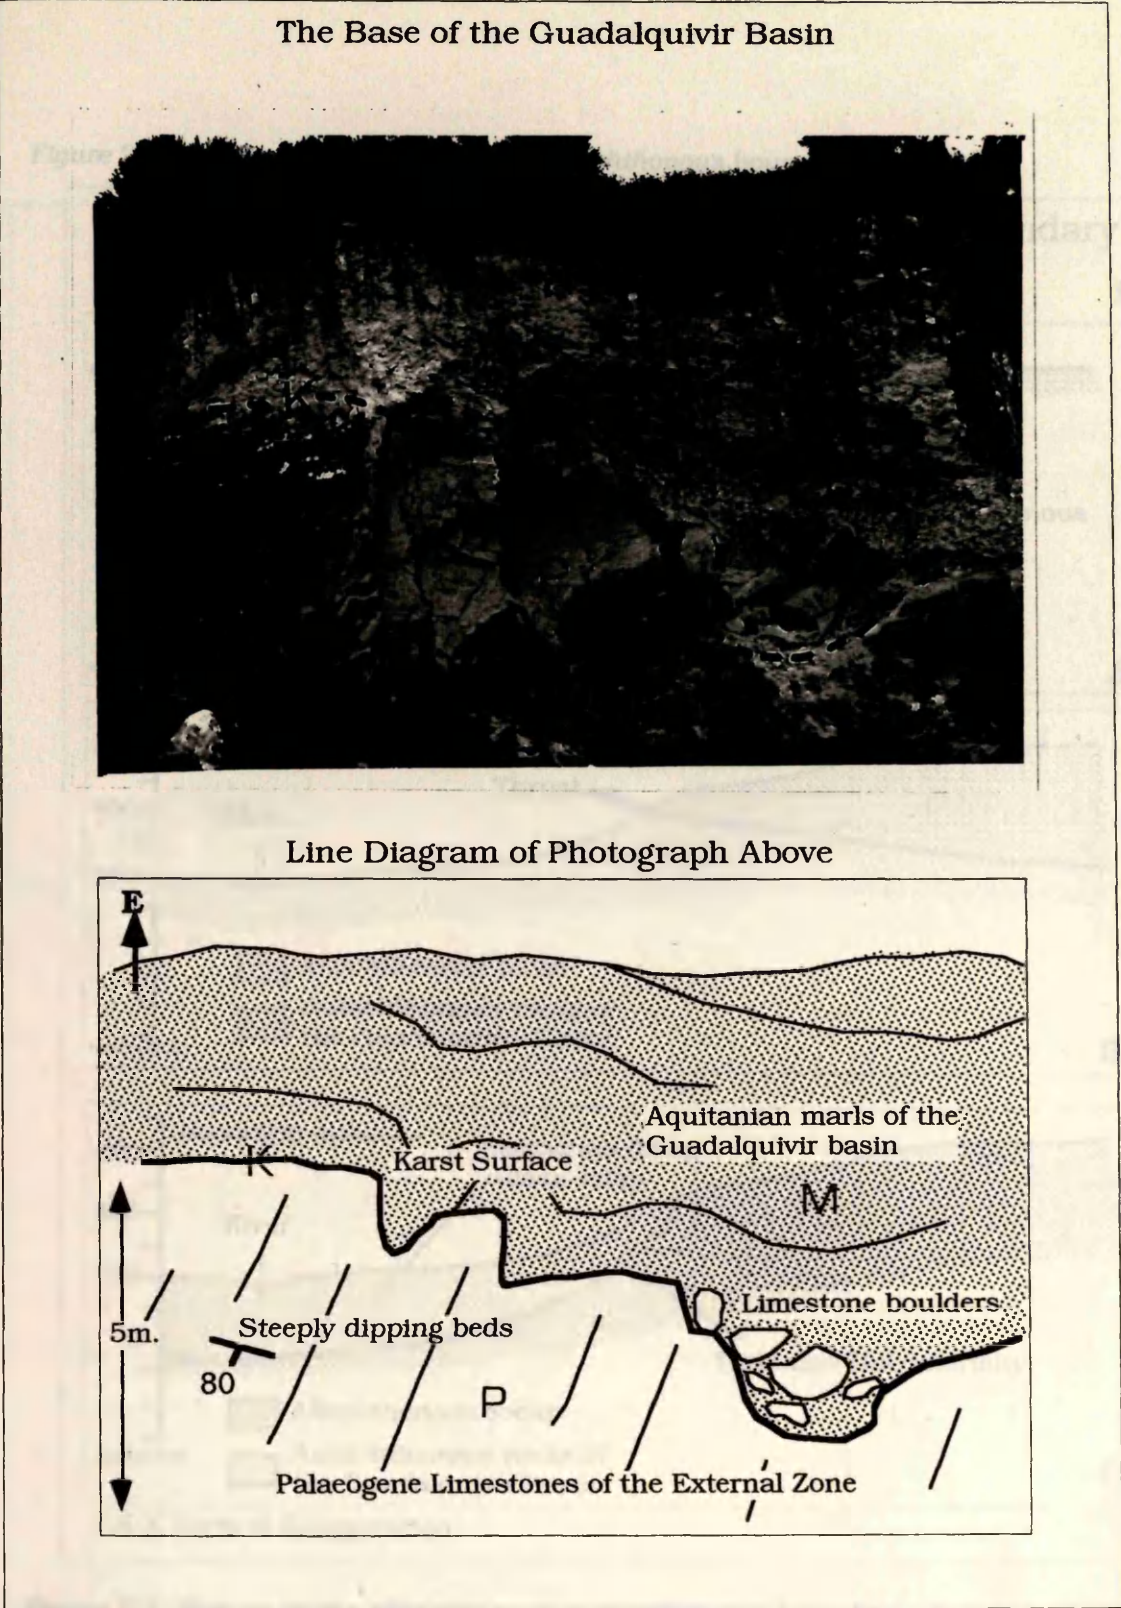 The Base of the Guadalquivir Basin
Line Diagram of Photograph Above
E
Aquitanian marls of the
Guadalquivir basin
K
Karst Surface
M
Limestone boulders
5m.
Steeply dipping beds
80
P
Palaeogene Limestones of the External Zone